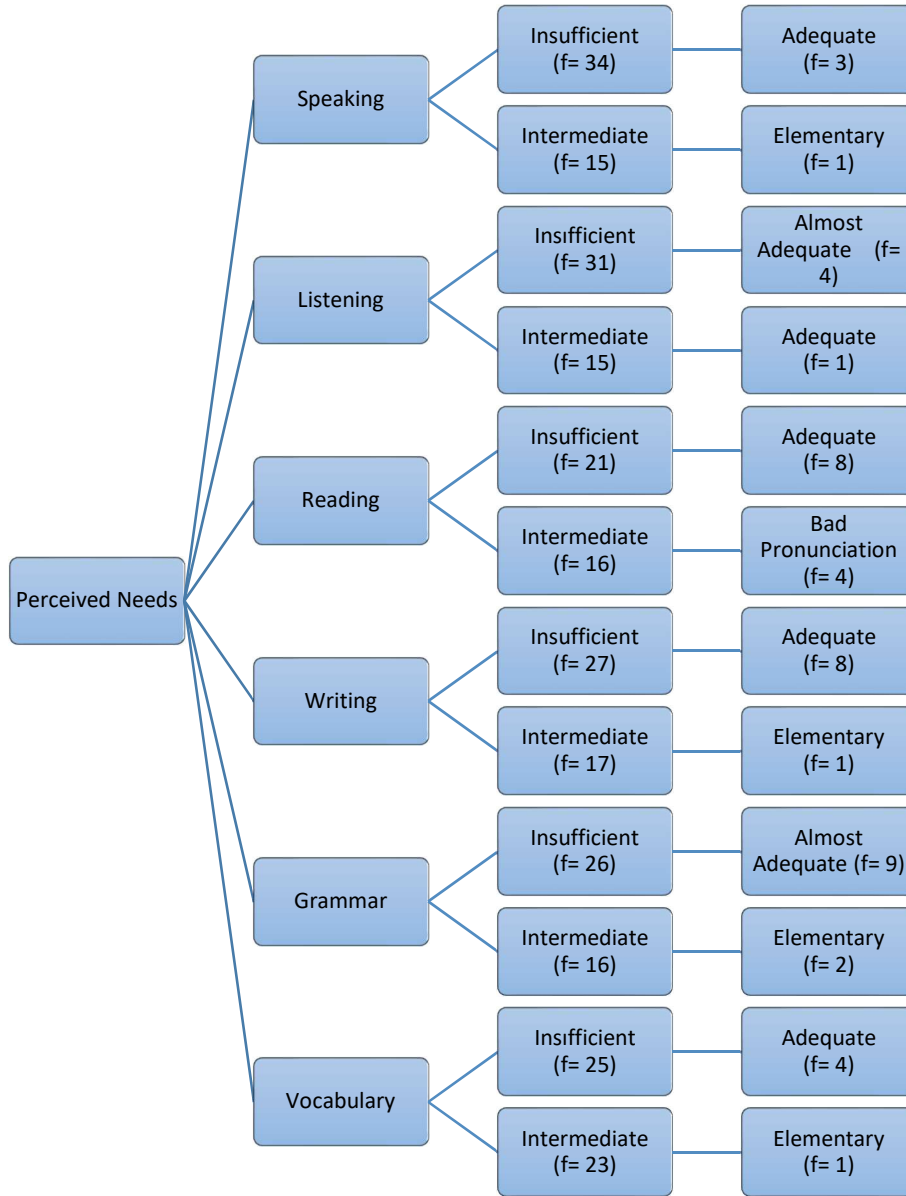 Perceived Needs
Speaking
Insufficient
(f= 34)
Adequate
(f= 3)
Intermediate
(f= 15)
Elementary
(f= 1)
Listening
Insıfficient
(f= 31)
Almost
Adequate (f=
4)
Intermediate
(f= 15)
Adequate
(f= 1)
Reading
Insufficient
(f= 21)
Adequate
(f= 8)
Intermediate
(f= 16)
Bad
Pronunciation
(f= 4)
Writing
Insufficient
(f= 27)
Adequate
(f= 8)
Intermediate
(f= 17)
Elementary
(f= 1)
Grammar
Insufficient
(f= 26)
Almost
Adequate (f= 9)
Intermediate
(f= 16)
Elementary
(f= 2)
Vocabulary
Insıfficient
(f= 25)
Adequate
(f= 4)
Intermediate
(f= 23)
Elementary
(f= 1)